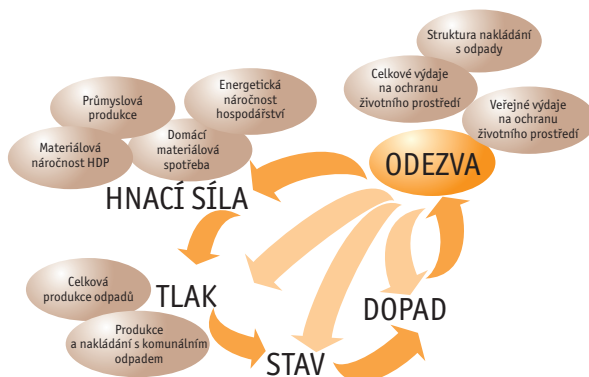 Struktura nakládání
s odpady
Celkové výdaje
na ochranu
životního prostředí
Veřejné výdaje
na ochranu
životního prostředí
ODEZVA
Energetická
náročnost
hospodářství
Průmyslová
produkce
Domácí
materiálová
spotřeba
Materiálová
náročnost HDP
HNACÍ SÍLA
Celková
produkce odpadů
TLAK
Produkce
a nakládání s komunálním
odpadem
STAV
DOPAD